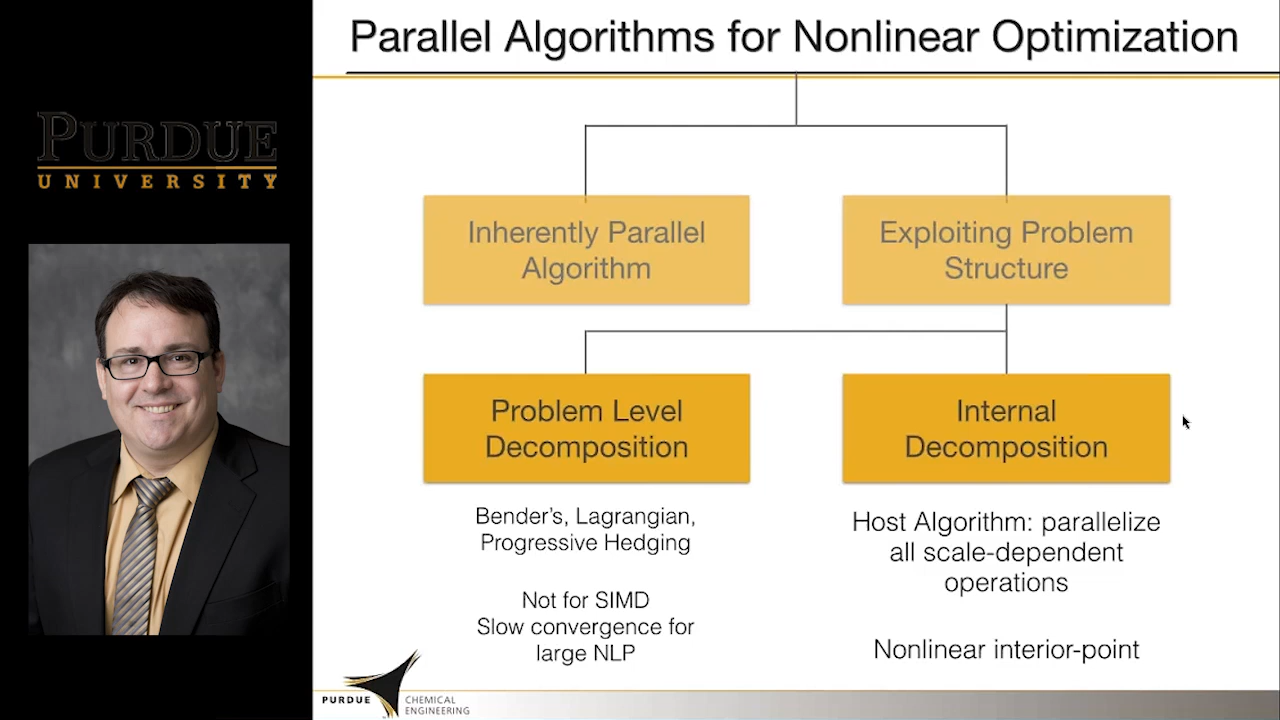 Parallel Algorithms for Nonlinear Optimization
PURDUE
UNIVERSITY
Inherently Parallel
Algorithm
Exploiting Problem
Structure
Problem Level
Decomposition
Internal
Decomposition
Bender's, Lagrangian,
Progressive Hedging
Not for SIMD
Slow convergence for
large NLP
Host Algorithm: parallelize
all scale-dependent
operations
Nonlinear interior-point
PURDUE
CHEMICAL
ENGINEERING